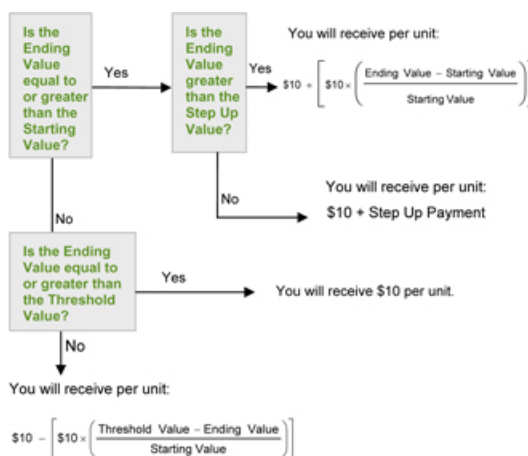 Is the
Ending
Value
equal to
or greater
than the
Starting
Value?
Yes
Is the
Ending
Value
greater
than the
Step Up
Value?
Yes
You will receive per unit:
$10 + [ $10 × ( Ending Value – Starting Value
Starting Value ) ]
No
You will receive per unit:
$10 + Step Up Payment
No
Is the Ending
Value equal to
or greater than
the Threshold
Value?
Yes
You will receive $10 per unit.
No
You will receive per unit:
$10 – [ $10 × ( Threshold Value – Ending Value
Starting Value ) ]